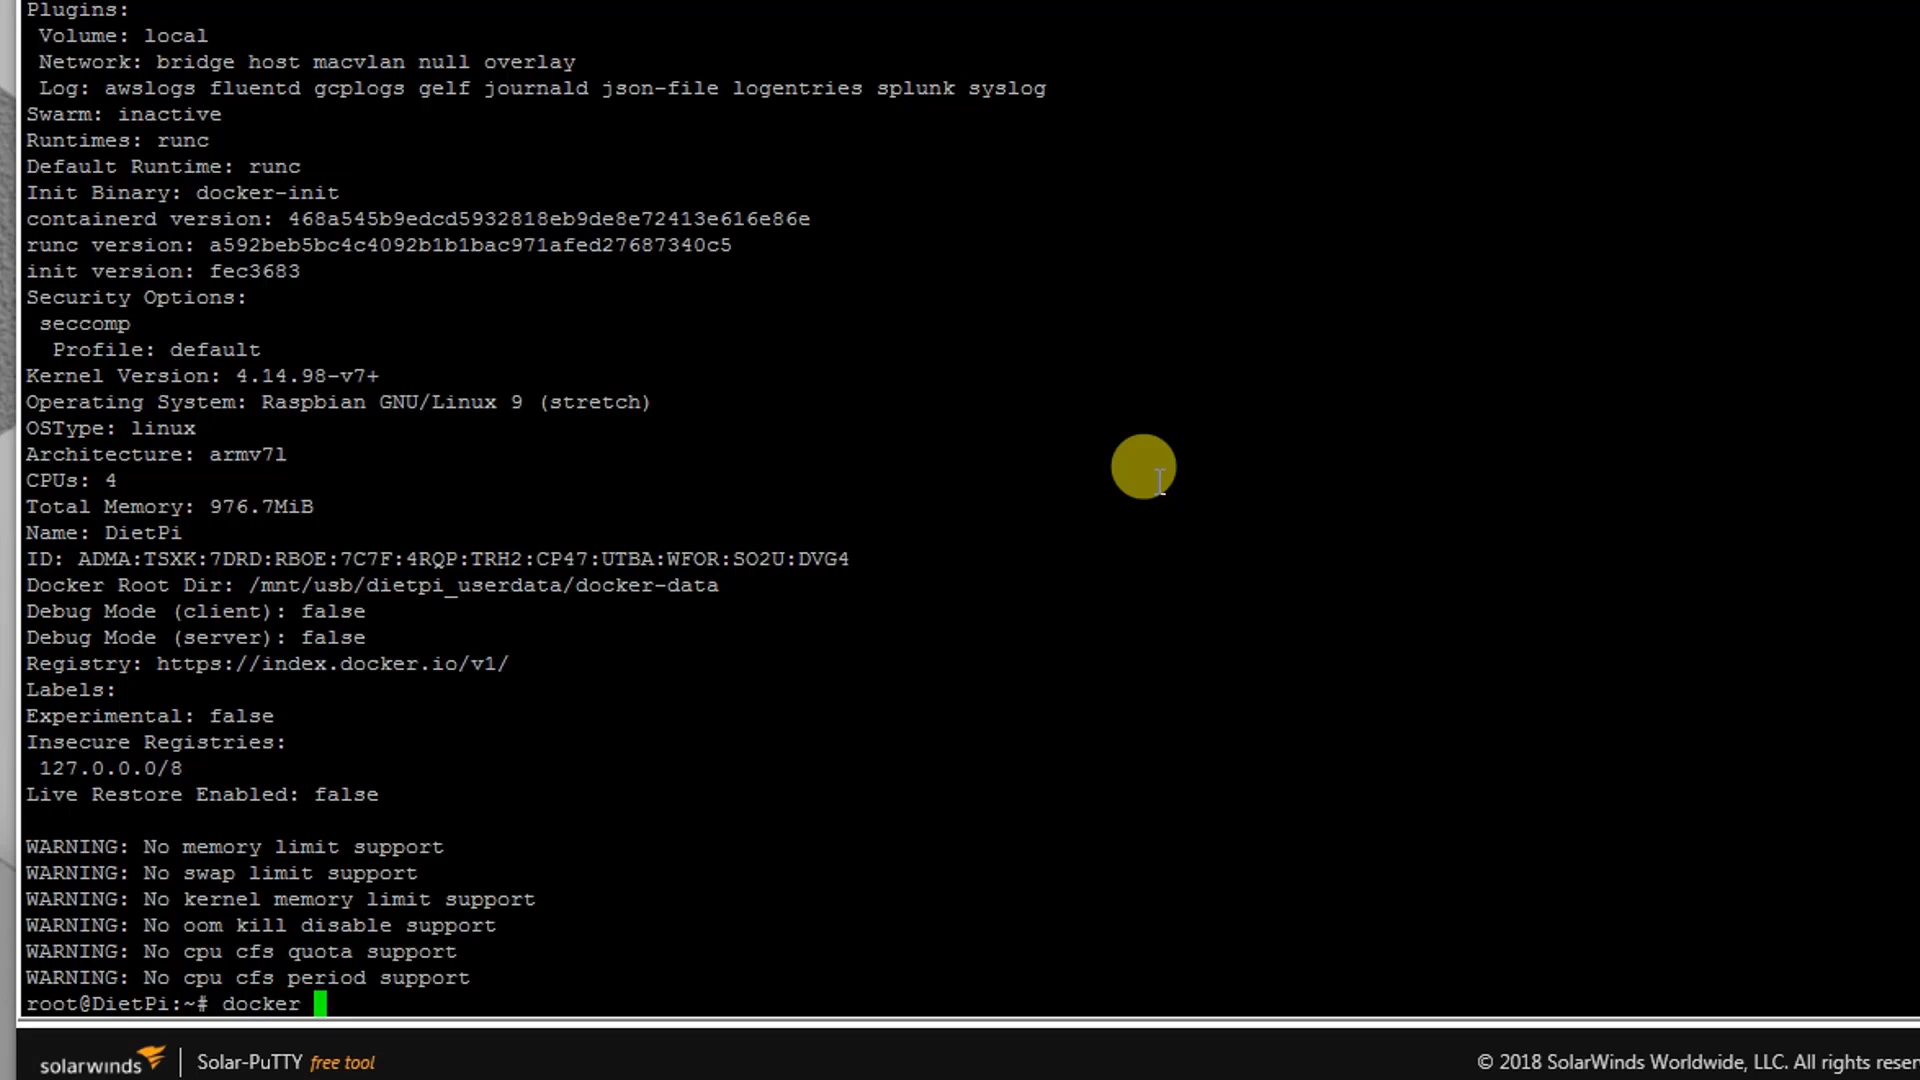 Plugins:
Volume: local
Network: bridge host macvlan null overlay
Log: awslogs fluentd gcplogs gelf journald json-file logentries splunk syslog
Swarm: inactive
Runtimes: runc
Default Runtime: runc
Init Binary: docker-init
containerd version: 468a545b9edcd5932818eb9de8e72413e616e86e
runc version: a592beb5bc4c4092b1b1bac971afed27687340c5
init version: fec3683
Security Options:
seccomp
Profile: default
Kernel Version: 4.14.98-v7+
Operating System: Raspbian GNU/Linux 9 (stretch)
OSType: linux
Architecture: armv7l
CPUs: 4
Total Memory: 976.7MiB
Name: DietPi
ID: ADMA:TSXK:7DRD:RBOE:7C7F:4RQP:TRH2:CP47:UTBA:WFOR:SO2U:DVG4
Docker Root Dir: /mnt/usb/dietpi_userdata/docker-data
Debug Mode (client): false
Debug Mode (server): false
Registry: https://index.docker.io/v1/
Labels:
Experimental: false
Insecure Registries:
127.0.0.0/8
Live Restore Enabled: false
WARNING: No memory limit support
WARNING: No swap limit support
WARNING: No kernel memory limit support
WARNING: No oom kill disable support
WARNING: No cpu cfs quota support
WARNING: No cpu cfs period support
root@DietPi:~# docker
solarwinds | Solar-PuTTY free tool © 2018 SolarWinds Worldwide, LLC. All rights reser